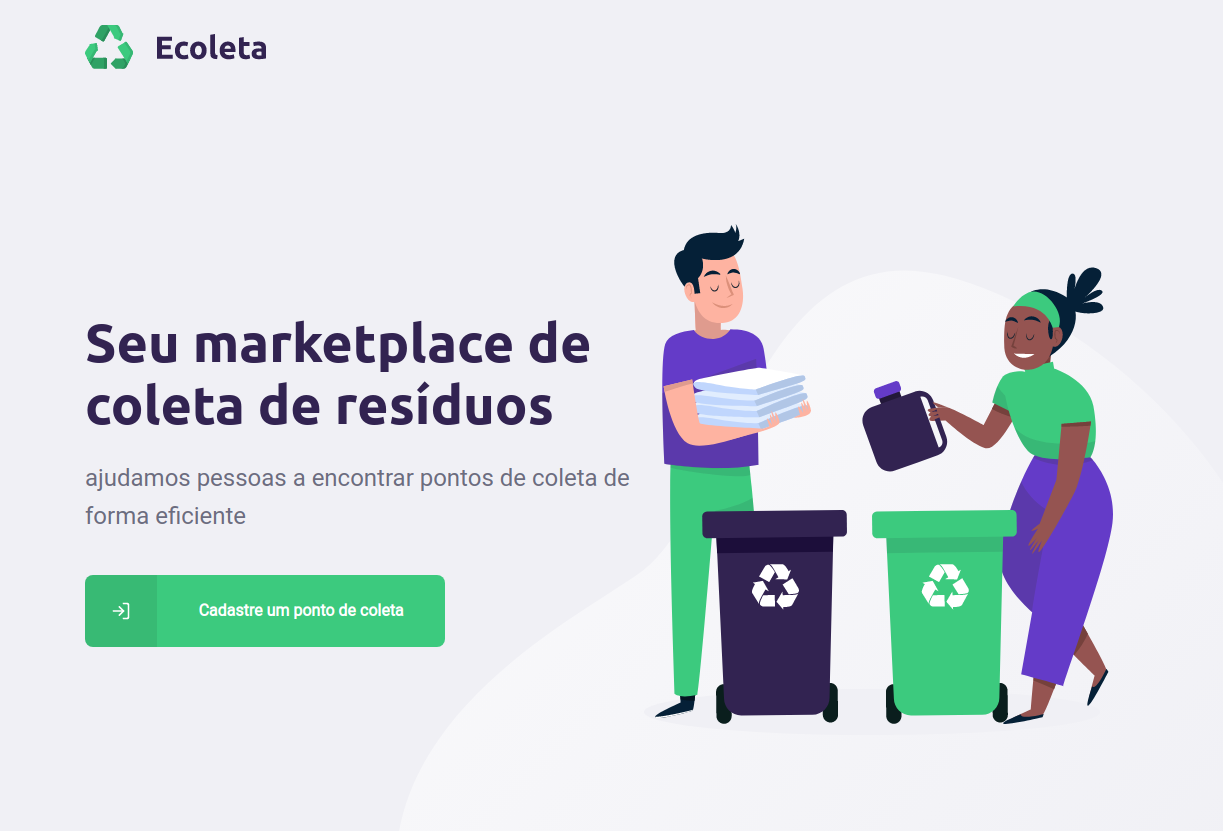 Ecoleta
Seu marketplace de
coleta de resíduos
ajudamos pessoas a encontrar pontos de coleta de
forma eficiente
Cadastre um ponto de coleta